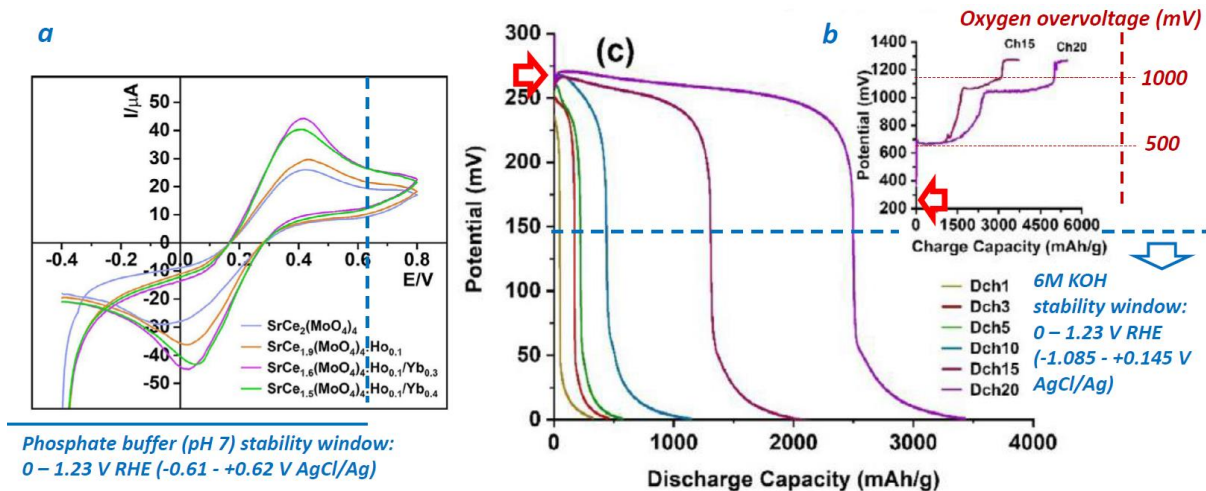 a
I/μA
50
40
30
20
10
0
-10
-20
-30
-40
-50
-0.4 -0.2 0.0 0.2 0.4 0.6 0.8
E/V
SrCe2(MoO4)4
SrCe1.9(MoO4)4:Ho0.1
SrCe1.6(MoO4)4:Ho0.1/Yb0.3
SrCe1.5(MoO4)4:Ho0.1/Yb0.4
Phosphate buffer (pH 7) stability window:
0 – 1.23 V RHE (-0.61 - +0.62 V AgCl/Ag)
(c)
Potential (mV)
300
250
200
150
100
50
0
0 1000 2000 3000 4000
Discharge Capacity (mAh/g)
Dch1
Dch3
Dch5
Dch10
Dch15
Dch20
b
Oxygen overvoltage (mV)
Ch15 Ch20
Potential (mV)
1400
1200
1000
800
600
400
200
0 1500 3000 4500 6000
Charge Capacity (mAh/g)
1000
500
6M KOH
stability window:
0 – 1.23 V RHE
(-1.085 - +0.145 V
AgCl/Ag)